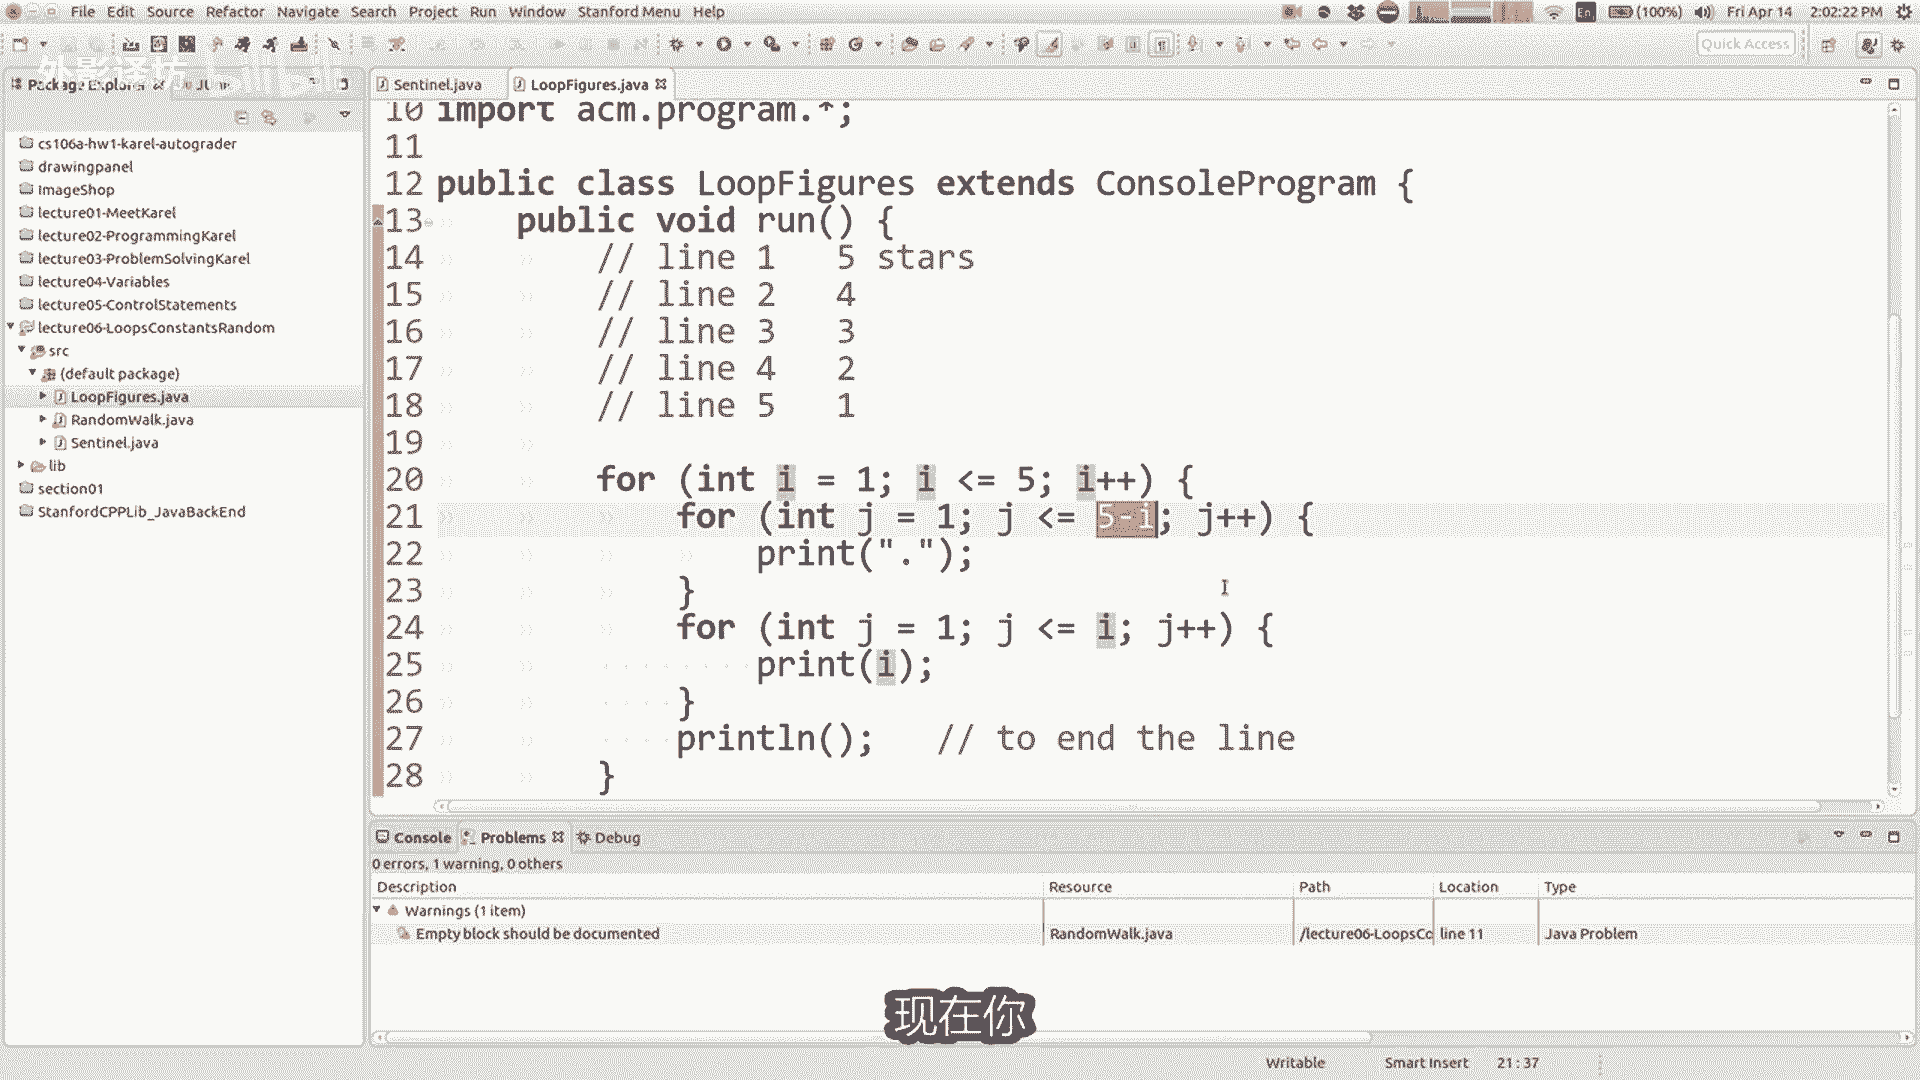 File Edit Source Refactor Navigate Search Project Run Window Stanford Menu Help
En (100%) Fri Apr 14 2:02:22 PM
Quick Access
外影译坊 bilibili
Package Explorer
Sentinel.java LoopFigures.java
cs106a-hw1-karel-autograder
drawingpanel
ImageShop
lecture01-MeetKarel
lecture02-ProgrammingKarel
lecture03-ProblemSolvingKarel
lecture04-Variables
lecture05-ControlStatements
lecture06-LoopsConstantsRandom
src
(default package)
LoopFigures.java
RandomWalk.java
Sentinel.java
lib
section01
StanfordCPPLib_JavaBackEnd
10 import acm.program.*;
11
12 public class LoopFigures extends ConsoleProgram {
13 public void run() {
14 // line 1 5 stars
15 // line 2 4
16 // line 3 3
17 // line 4 2
18 // line 5 1
19
20 for (int i = 1; i <= 5; i++) {
21 for (int j = 1; j <= 5-i; j++) {
22 print(".");
23 }
24 for (int j = 1; j <= i; j++) {
25 print(i);
26 }
27 println(); // to end the line
28 }
Console Problems Debug
0 errors, 1 warning, 0 others
Description Resource Path Location Type
Warnings (1 item)
Empty block should be documented RandomWalk.java /lecture06-LoopsCo line 11 Java Problem
现在你
Writable Smart Insert 21 : 37